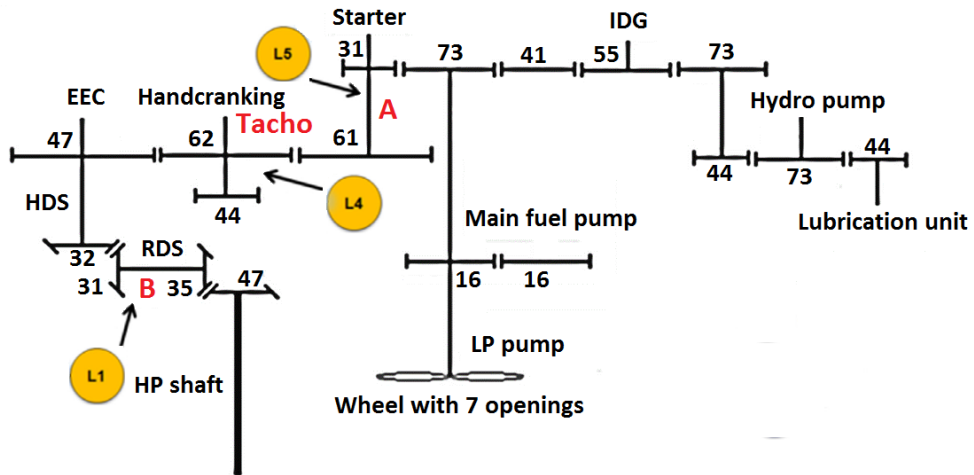 Starter
IDG
L5
31
73
41
55
73
EEC
Handcranking
Tacho
A
Hydro pump
47
62
61
44
73
44
HDS
L4
44
Lubrication unit
Main fuel pump
32
RDS
31
B
35
47
16
16
L1
HP shaft
LP pump
Wheel with 7 openings